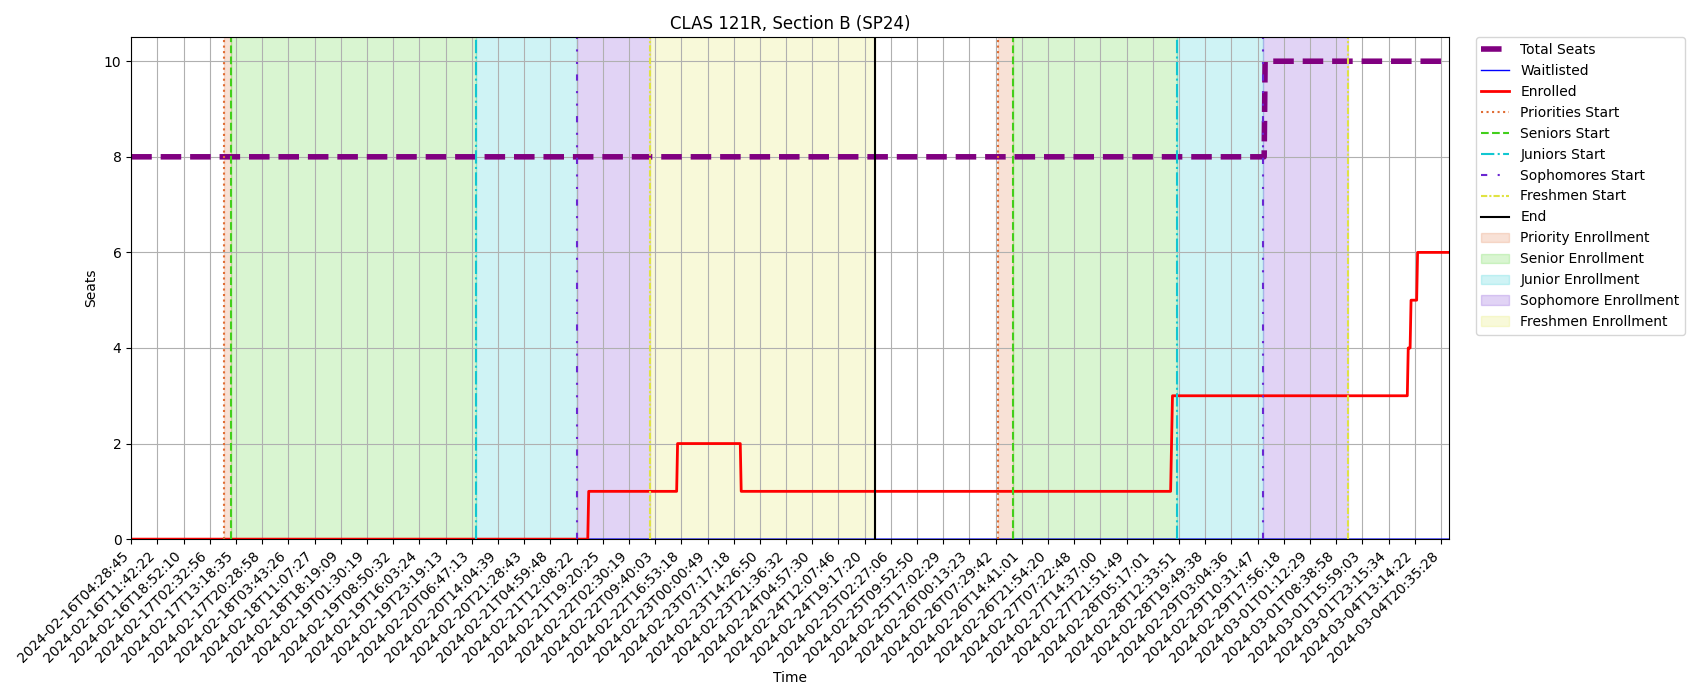 CLAS 121R, Section B (SP24)
Seats
10
8
6
4
2
0
2024-02-16T04:28:45
2024-02-16T11:42:22
2024-02-16T18:52:10
2024-02-17T02:32:56
2024-02-17T13:18:35
2024-02-17T20:28:58
2024-02-18T03:43:26
2024-02-18T11:07:27
2024-02-18T18:19:09
2024-02-19T01:30:19
2024-02-19T08:50:32
2024-02-19T16:03:24
2024-02-19T23:19:13
2024-02-20T06:47:13
2024-02-20T14:04:39
2024-02-20T21:28:43
2024-02-21T04:59:48
2024-02-21T12:08:22
2024-02-21T19:20:25
2024-02-22T02:30:19
2024-02-22T09:40:03
2024-02-22T16:53:18
2024-02-23T00:00:49
2024-02-23T07:17:18
2024-02-23T14:26:50
2024-02-23T21:36:32
2024-02-24T04:57:30
2024-02-24T12:07:46
2024-02-24T19:17:20
2024-02-25T02:27:06
2024-02-25T09:52:50
2024-02-25T17:02:29
2024-02-26T00:13:23
2024-02-26T07:29:42
2024-02-26T14:41:01
2024-02-26T21:54:20
2024-02-27T07:22:48
2024-02-27T14:37:00
2024-02-27T21:51:49
2024-02-28T05:17:01
2024-02-28T12:33:51
2024-02-28T19:49:38
2024-02-29T03:04:36
2024-02-29T10:31:47
2024-02-29T17:56:18
2024-03-01T01:12:29
2024-03-01T08:38:58
2024-03-01T15:59:03
2024-03-01T23:15:34
2024-03-04T13:14:22
2024-03-04T20:35:28
Time
Total Seats
Waitlisted
Enrolled
Priorities Start
Seniors Start
Juniors Start
Sophomores Start
Freshmen Start
End
Priority Enrollment
Senior Enrollment
Junior Enrollment
Sophomore Enrollment
Freshmen Enrollment